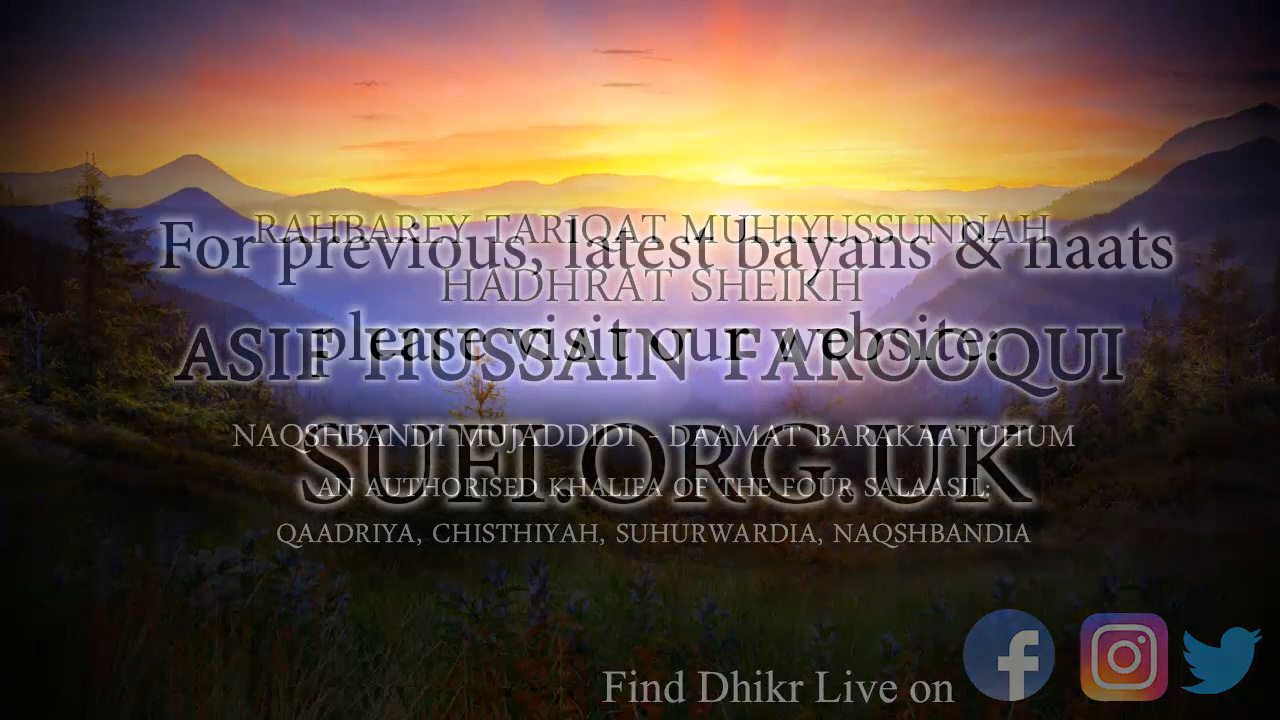 RAHBAREY TARIQAT MUHIYUSSUNNAH
For previous, latest bayans & naats
HADHRAT SHEIKH
please visit our website:
ASIF HUSSAIN FAROOQUI
NAQSHBANDI MUJADDIDI - DAAMAT BARAKAATUHUM
SUFI.ORG.UK
AN AUTHORISED KHALIFA OF THE FOUR SALAASIL:
QAADRIYA, CHISTHIYAH, SUHURWARDIA, NAQSHBANDIA
Find Dhikr Live on